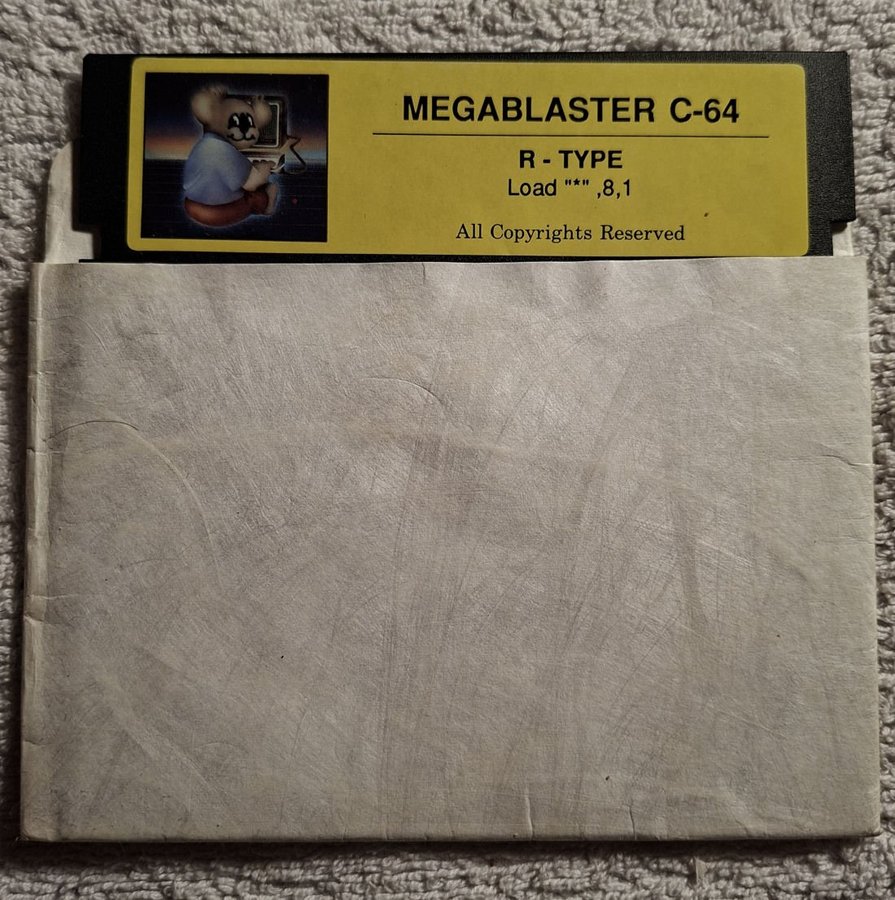 MEGABLASTER C-64
R - TYPE
Load "*" ,8,1
All Copyrights Reserved